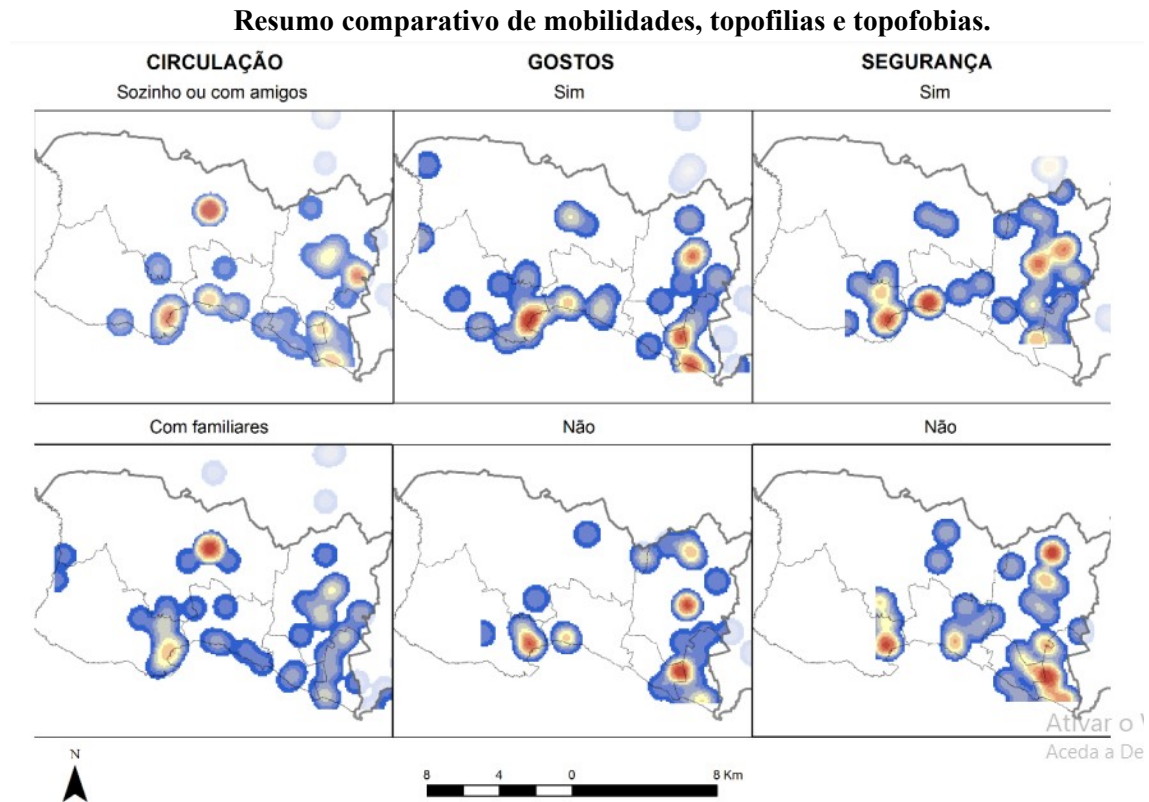 Resumo comparativo de mobilidades, topofilias e topofobias.
CIRCULAÇÃO GOSTOS SEGURANÇA
Sozinho ou com amigos Sim Sim
Com familiares Não Não
Ativar o
Aceda a De
N
8 4 0 8 Km